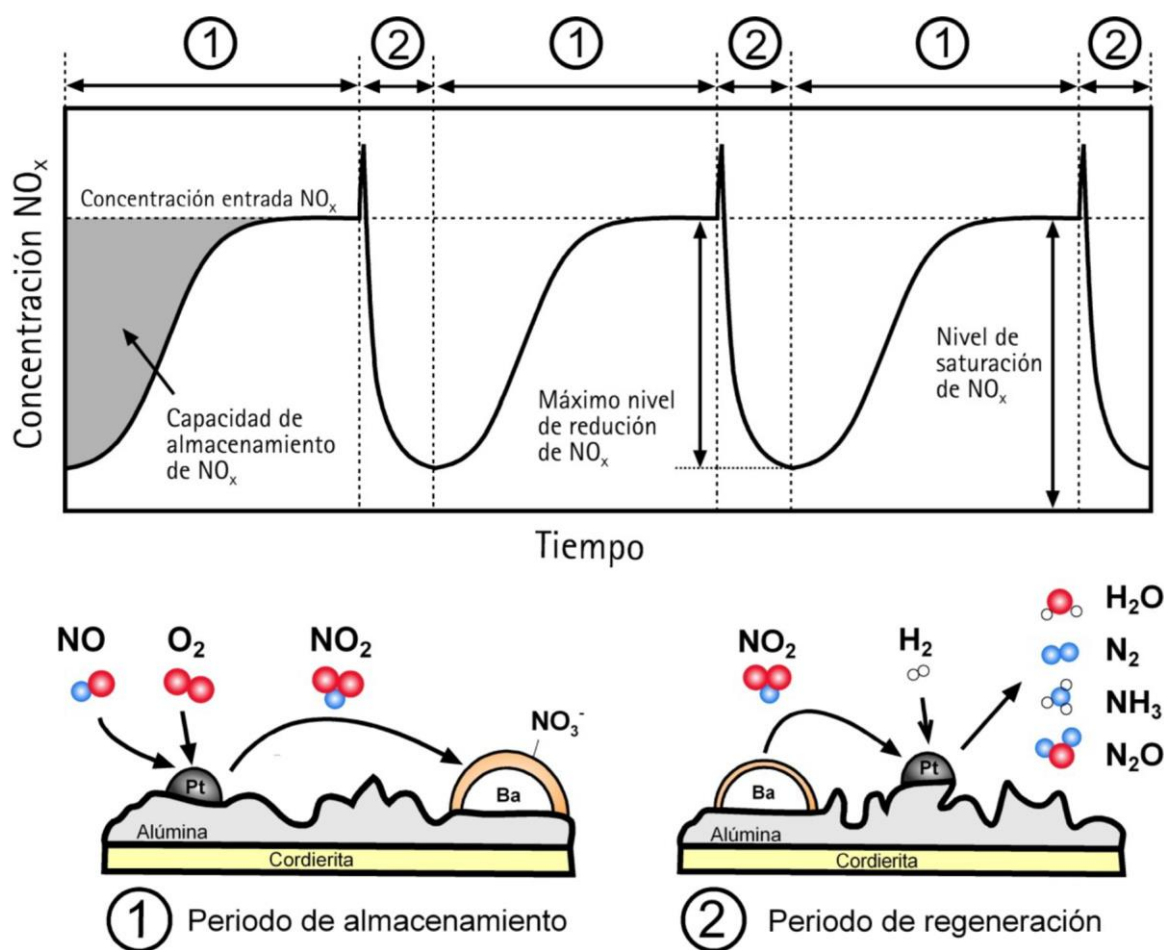 1
2
1
2
1
2
Concentración NOₓ
Concentración entrada NOₓ
Capacidad de
almacenamiento
de NOₓ
Máximo nivel
de redución
de NOₓ
Nivel de
saturación
de NOₓ
Tiempo
NO
O₂
NO₂
NO₃⁻
Pt
Ba
Alúmina
Cordierita
1 Periodo de almacenamiento
NO₂
H₂
H₂O
N₂
NH₃
N₂O
Ba
Pt
Alúmina
Cordierita
2 Periodo de regeneración